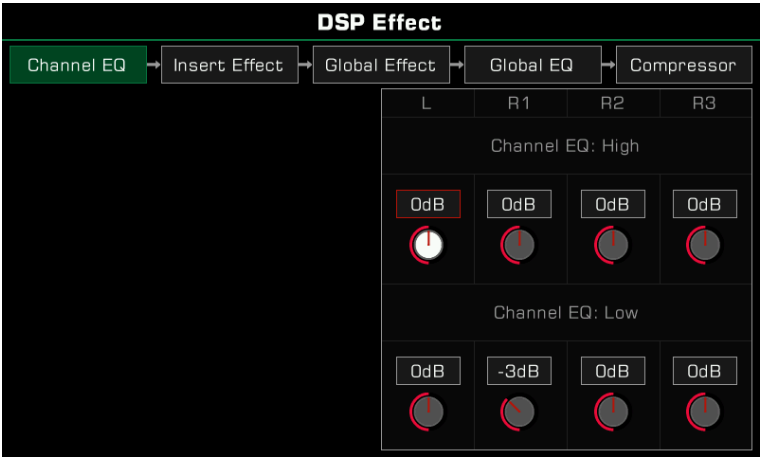 DSP Effect
Channel EQ Insert Effect Global Effect Global EQ Compressor
L R1 R2 R3
Channel EQ: High
0dB 0dB 0dB 0dB
Channel EQ: Low
0dB -3dB 0dB 0dB